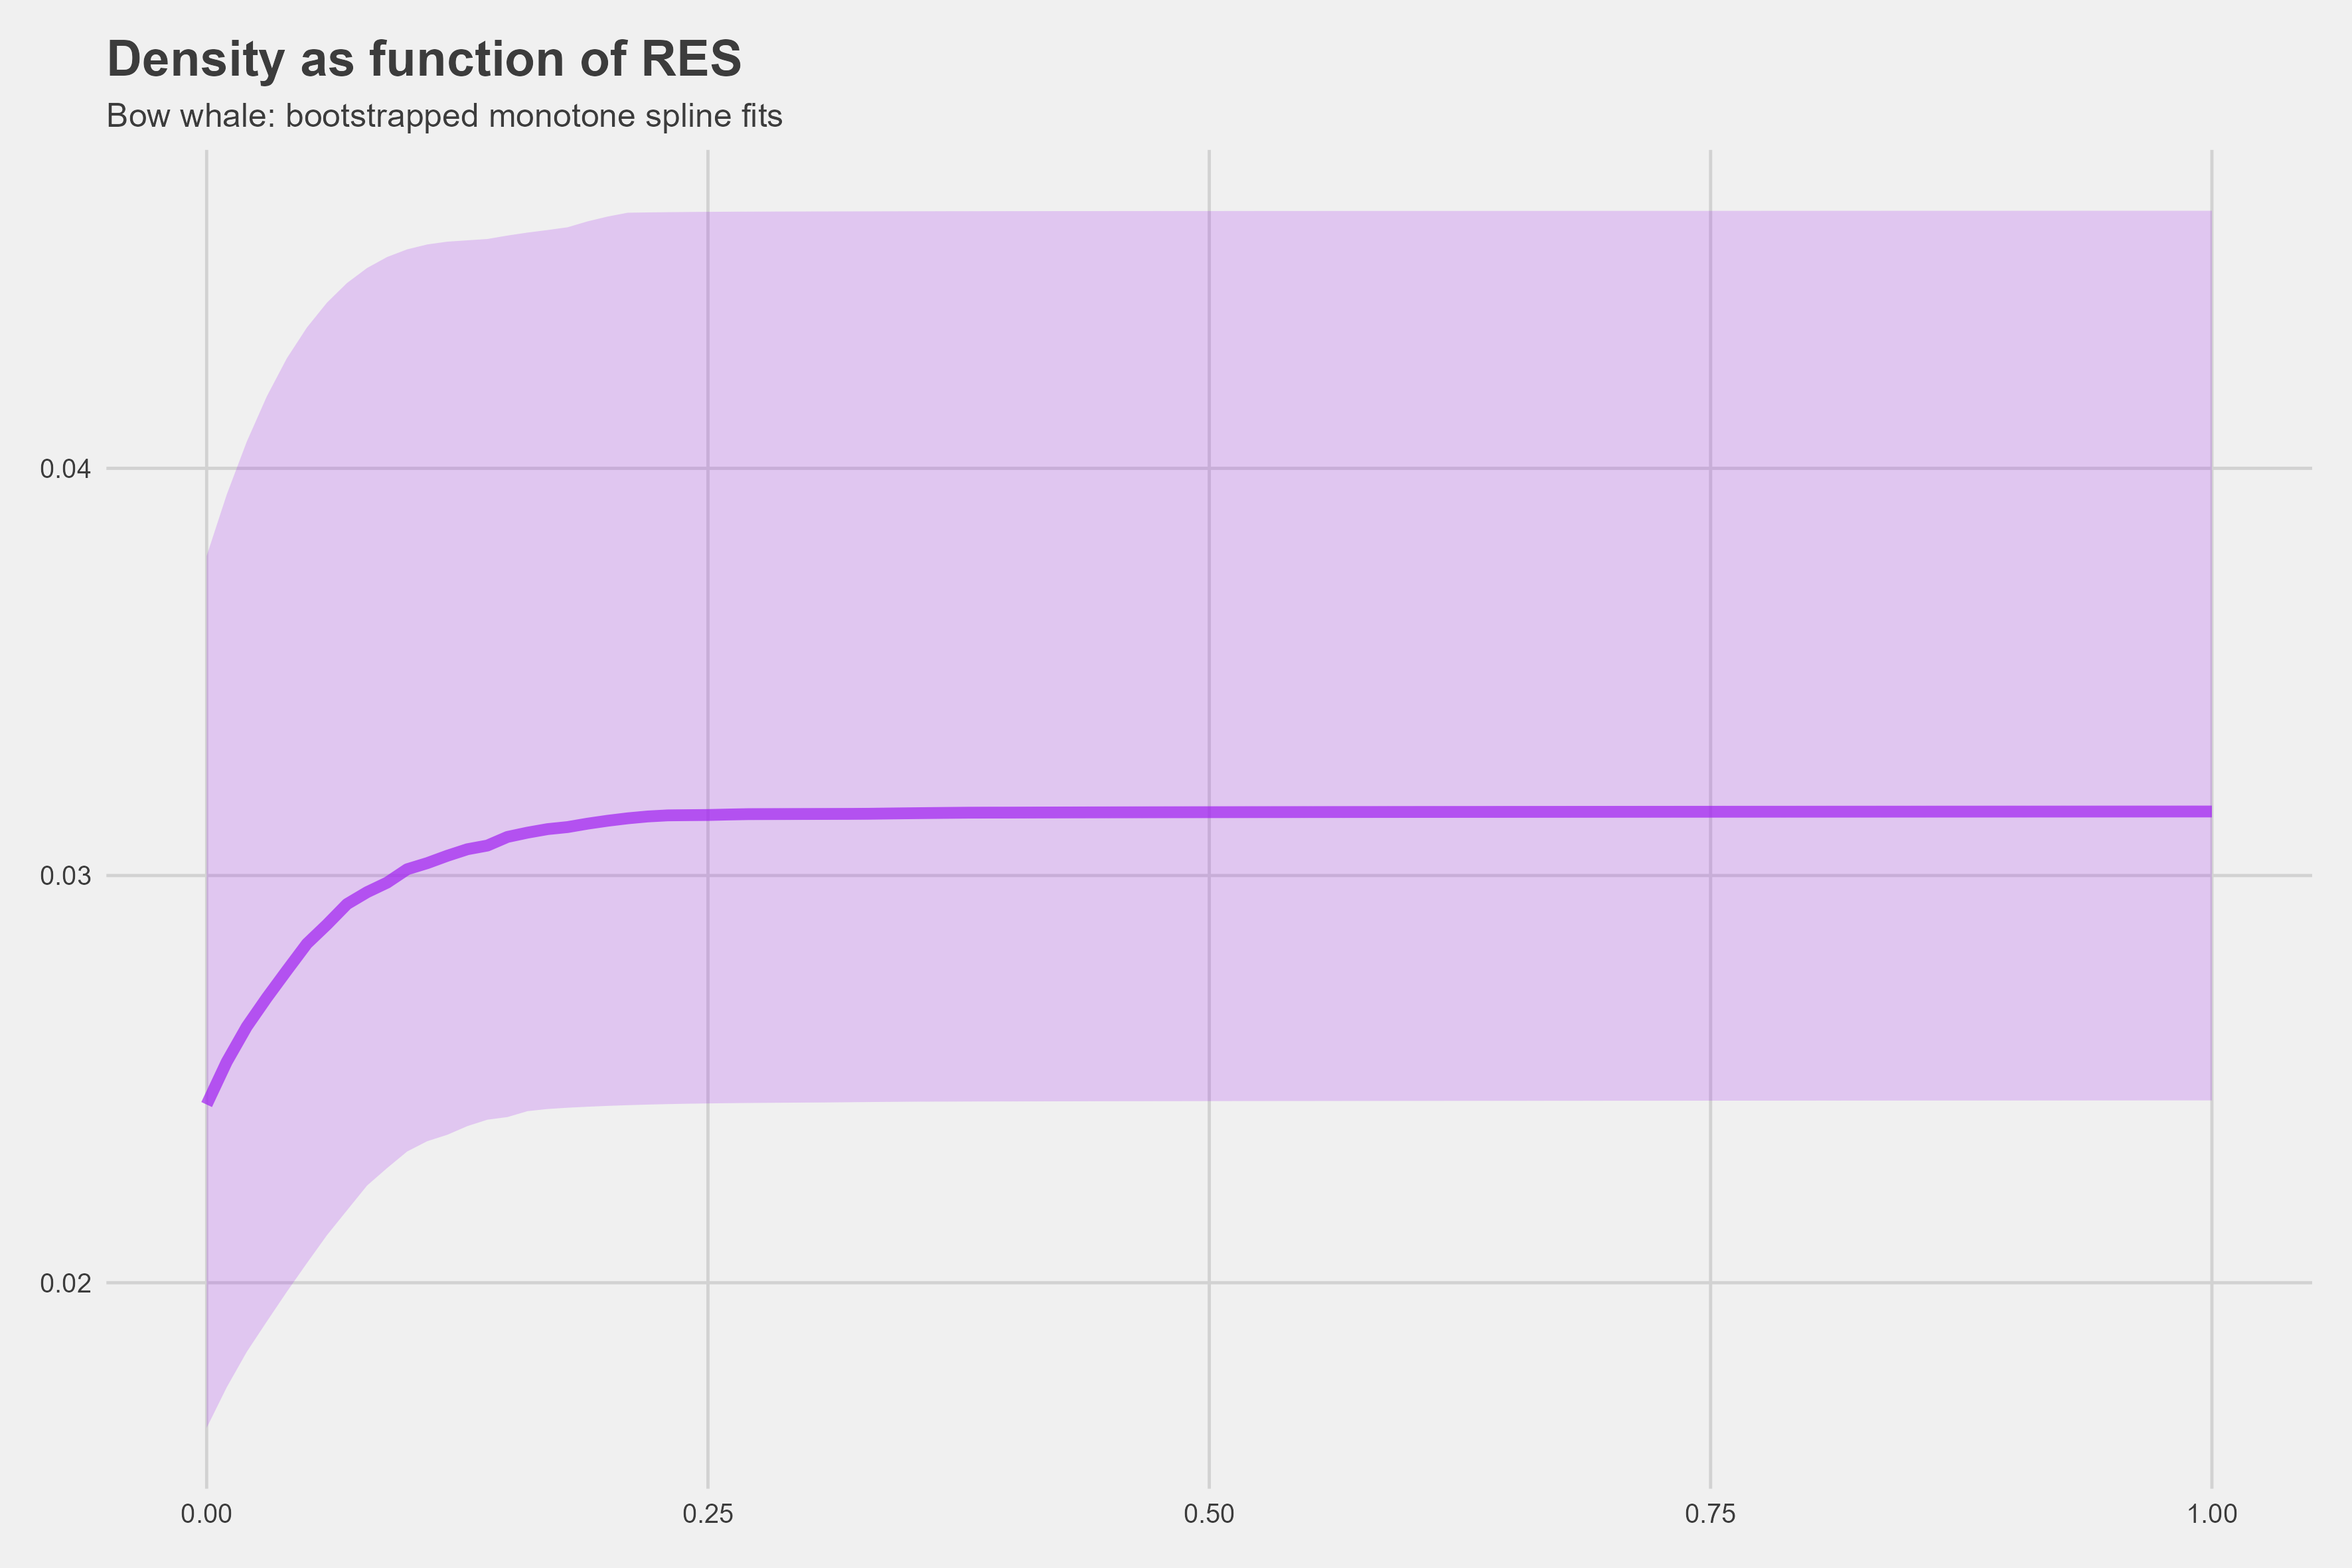 Density as function of RES
Bow whale: bootstrapped monotone spline fits
0.04
0.03
0.02
0.00 0.25 0.50 0.75 1.00